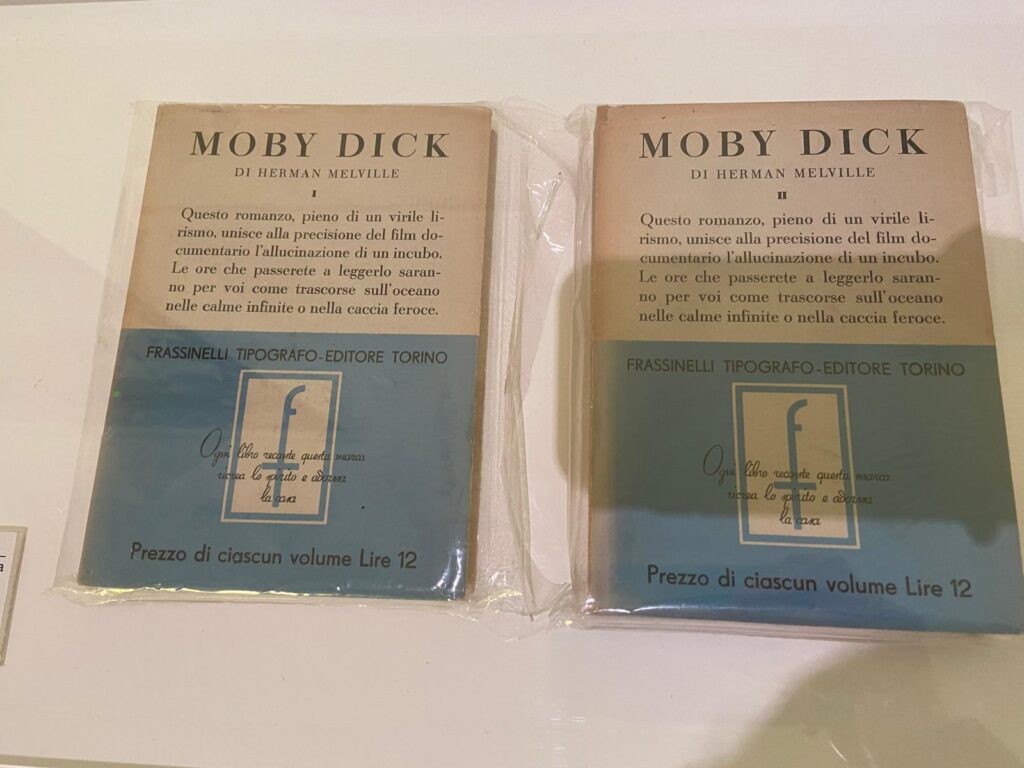 MOBY DICK
DI HERMAN MELVILLE
I
Questo romanzo, pieno di un virile li-
rismo, unisce alla precisione del film do-
cumentario l'allucinazione di un incubo.
Le ore che passerete a leggerlo saran-
no per voi come trascorse sull'oceano
nelle calme infinite o nella caccia feroce.
FRASSINELLI TIPOGRAFO-EDITORE TORINO
f
Ogni libro recante questa marca
ricrea lo spirito e adorna
la casa
Prezzo di ciascun volume Lire 12
MOBY DICK
DI HERMAN MELVILLE
II
Questo romanzo, pieno di un virile li-
rismo, unisce alla precisione del film do-
cumentario l'allucinazione di un incubo.
Le ore che passerete a leggerlo saran-
no per voi come trascorse sull'oceano
nelle calme infinite o nella caccia feroce.
FRASSINELLI TIPOGRAFO-EDITORE TORINO
f
Ogni libro recante questa marca
ricrea lo spirito e adorna
la casa
Prezzo di ciascun volume Lire 12